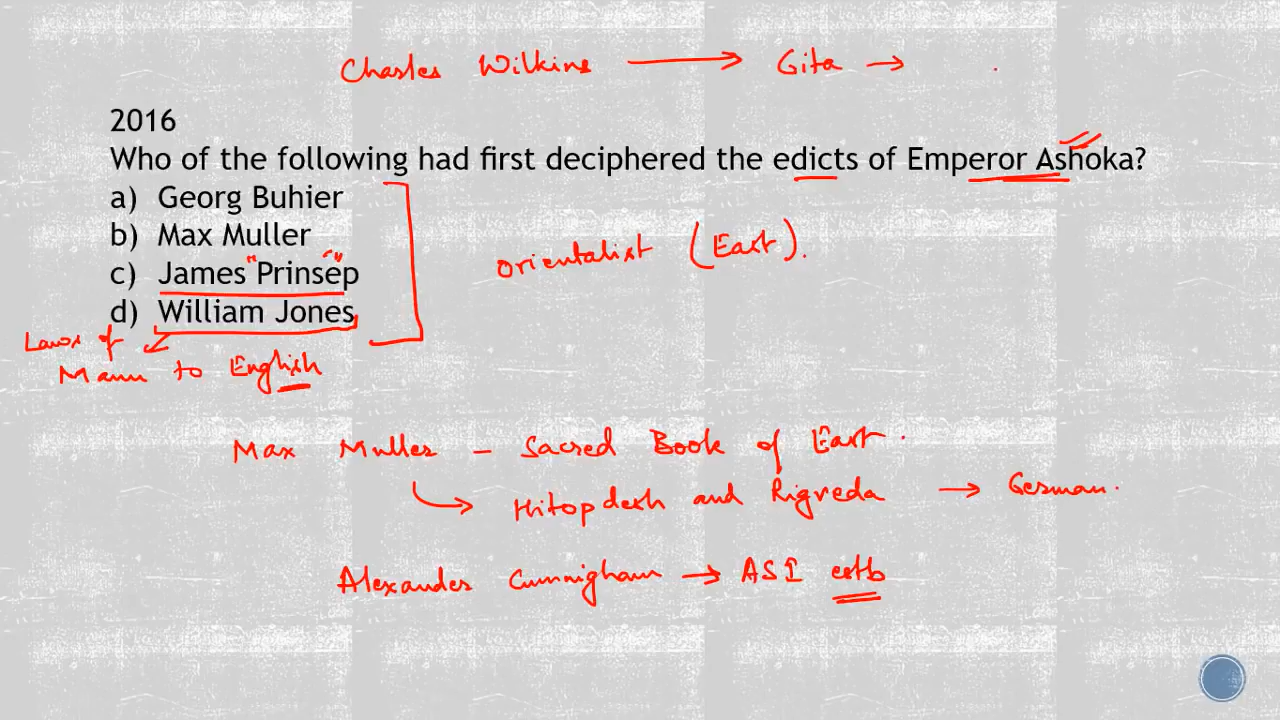 Charles Wilkins → Gita →
2016
Who of the following had first deciphered the edicts of Emperor Ashoka?
a) Georg Buhier
b) Max Muller
c) James Prinsep
d) William Jones
orientalist (East).
Laws of
Manu to English
Max Muller - Sacred Book of East.
Hitopdesh and Rigveda → German.
Alexander Cunnigham → ASI estb